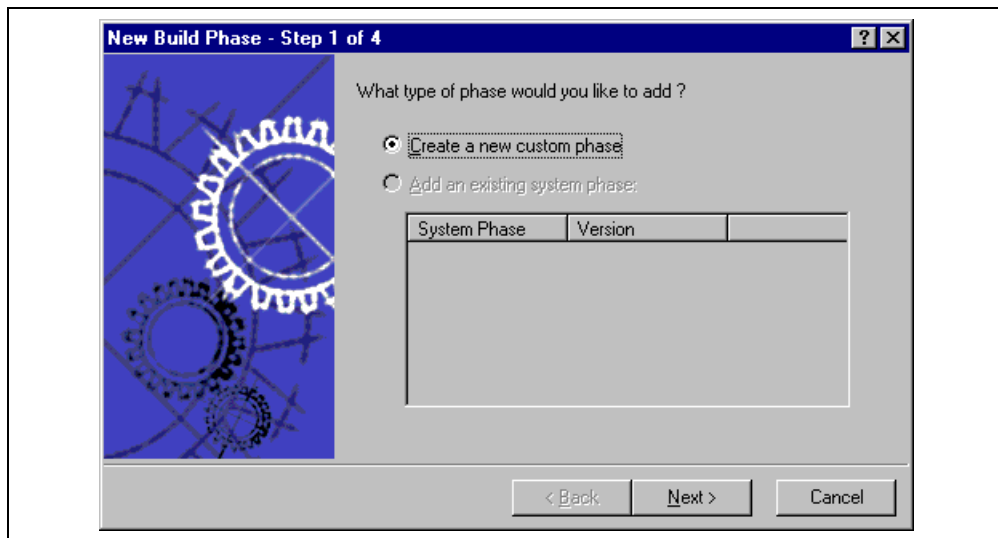 New Build Phase - Step 1 of 4
What type of phase would you like to add ?
Create a new custom phase
Add an existing system phase:
System Phase Version
< Back Next > Cancel